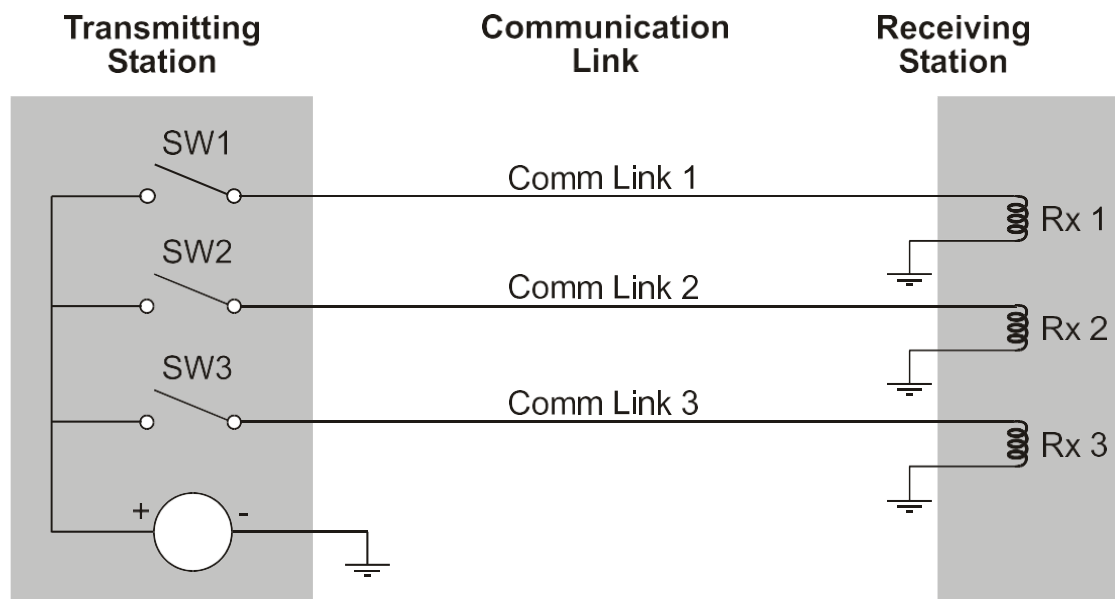 Transmitting
Station
Communication
Link
Receiving
Station
SW1
Comm Link 1
Rx 1
SW2
Comm Link 2
Rx 2
SW3
Comm Link 3
Rx 3
+ -